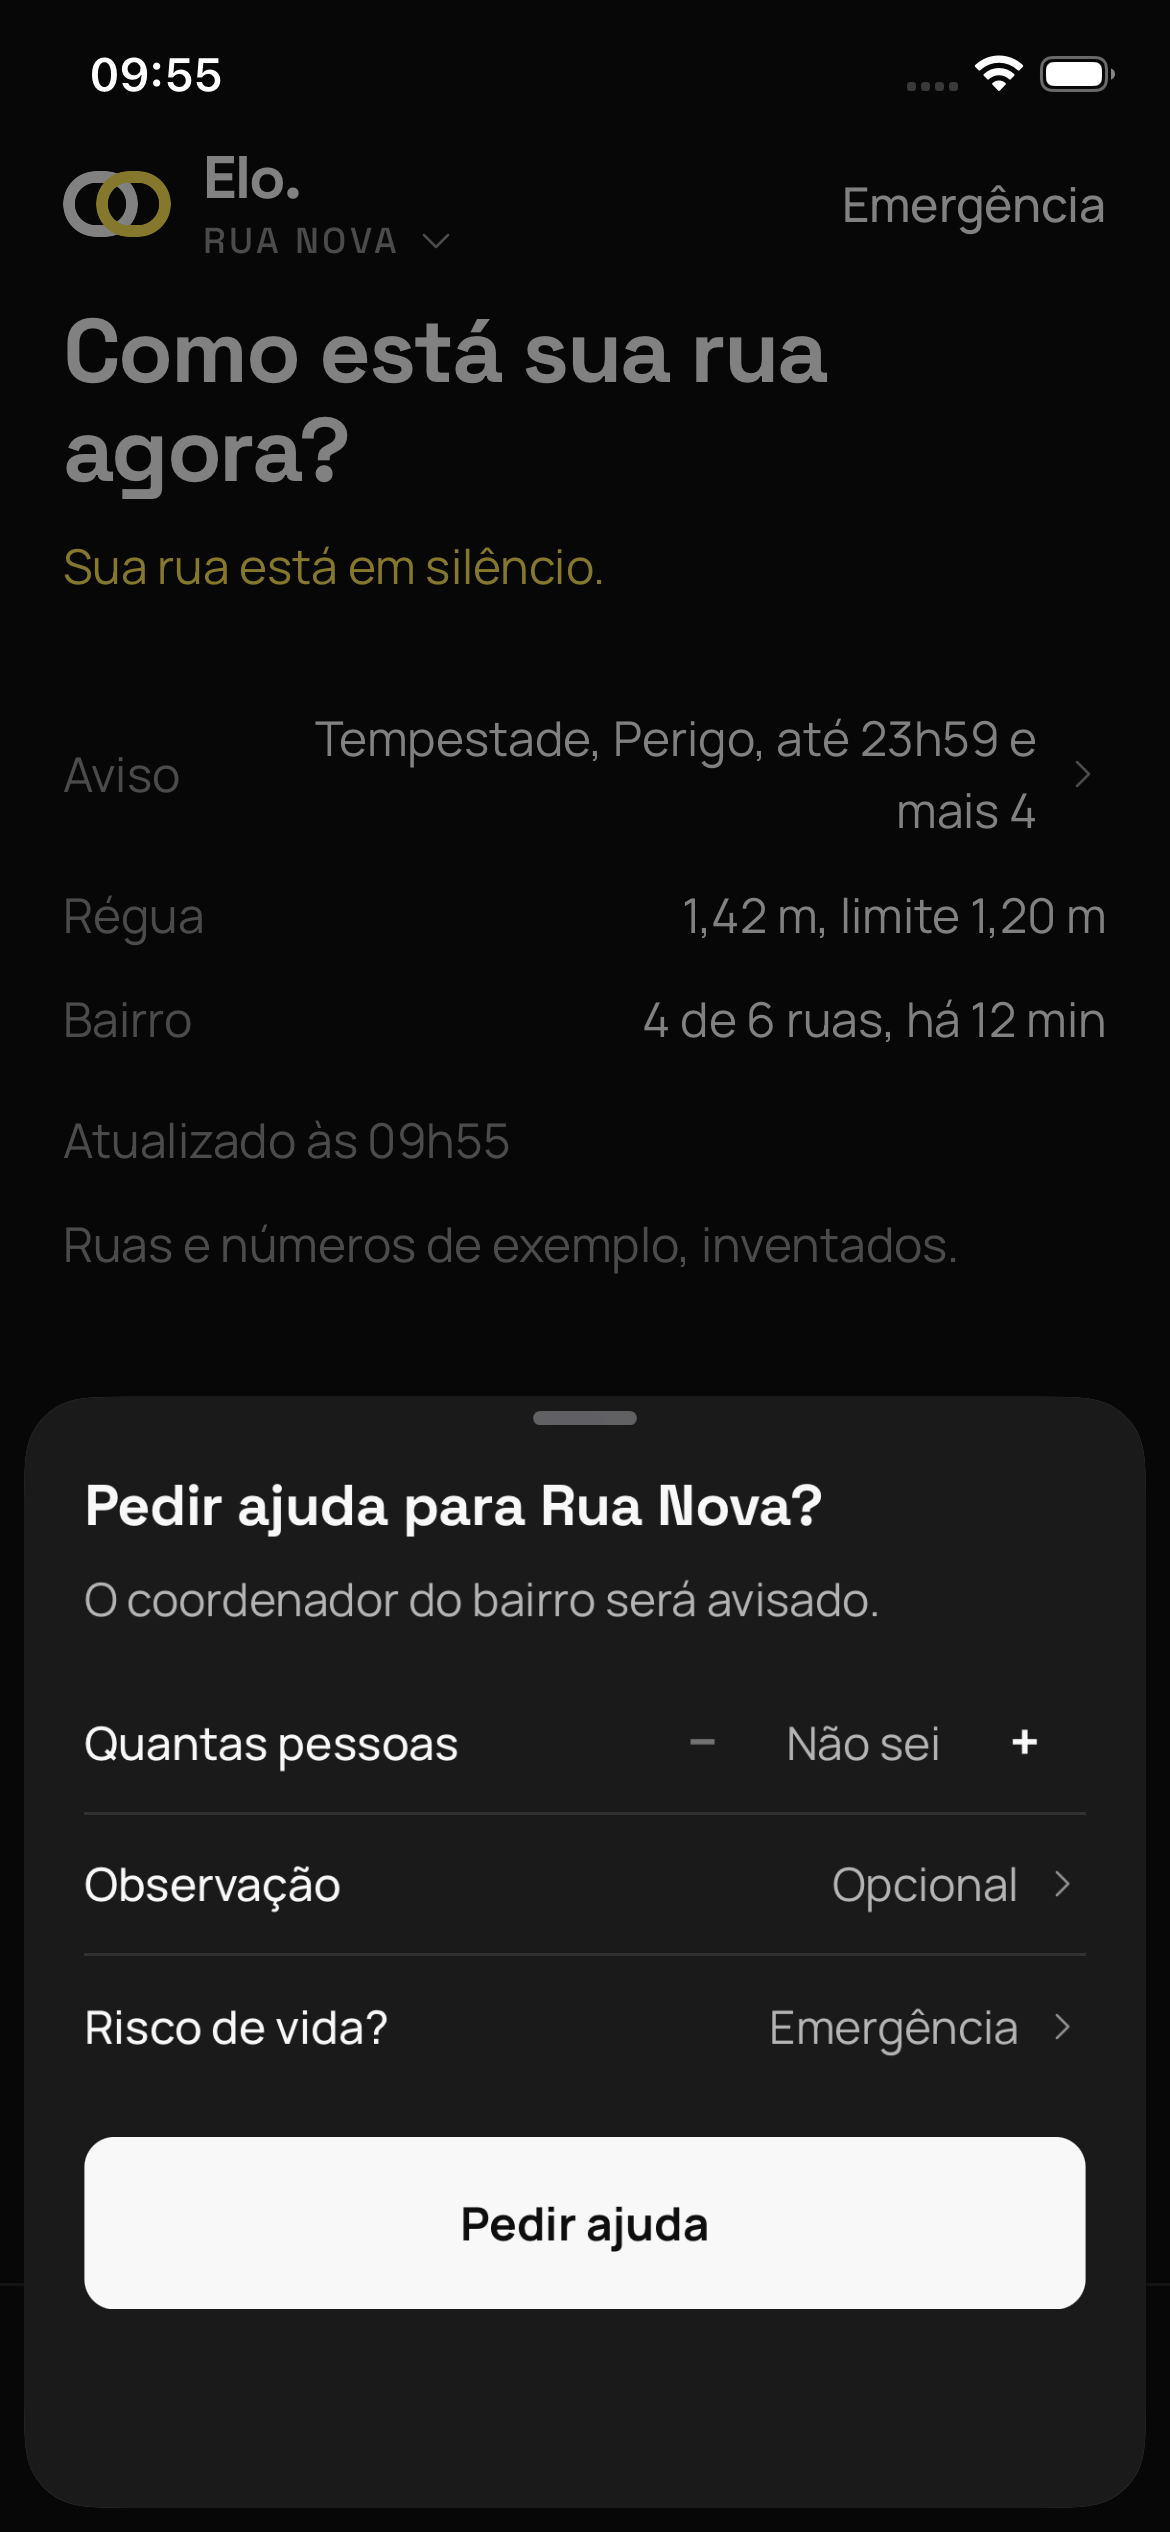 09:55
Elo.
RUA NOVA
Emergência
Como está sua rua
agora?
Sua rua está em silêncio.
Aviso
Tempestade, Perigo, até 23h59 e
mais 4
Régua
1,42 m, limite 1,20 m
Bairro
4 de 6 ruas, há 12 min
Atualizado às 09h55
Ruas e números de exemplo, inventados.
Pedir ajuda para Rua Nova?
O coordenador do bairro será avisado.
Quantas pessoas
− Não sei +
Observação
Opcional
Risco de vida?
Emergência
Pedir ajuda